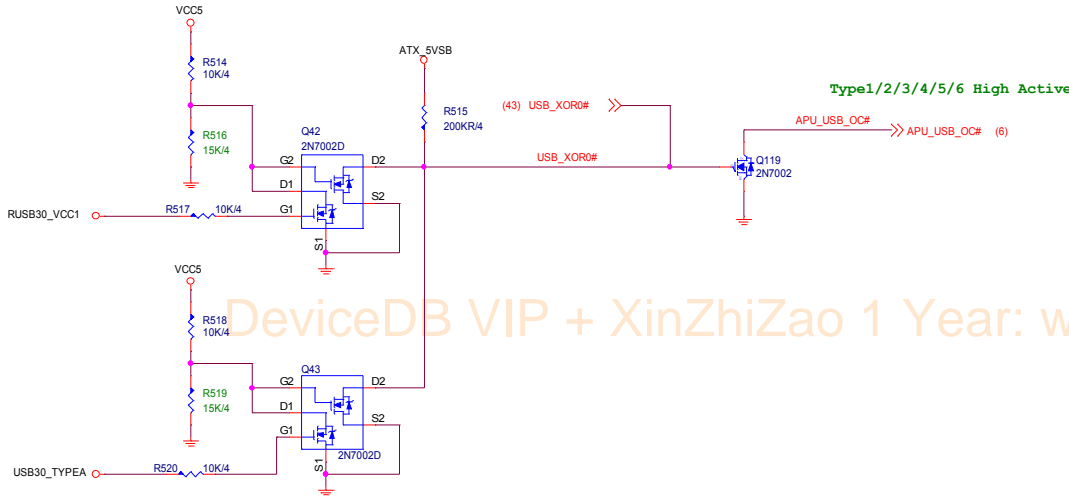 VCC5
R514
10K/4
R516
15K/4
Q42
2N7002D
G2
D2
D1
S2
G1
S1
RUSB30_VCC1
R517
10K/4
ATX_5VSB
R515
200KR/4
(43) USB_XOR0#
USB_XOR0#
Type1/2/3/4/5/6 High Active
APU_USB_OC#
APU_USB_OC# (6)
Q119
2N7002
VCC5
R518
10K/4
R519
15K/4
Q43
G2
D2
D1
S2
G1
2N7002D
S1
USB30_TYPEA
R520
10K/4
DeviceDB VIP + XinZhiZao 1 Year: w